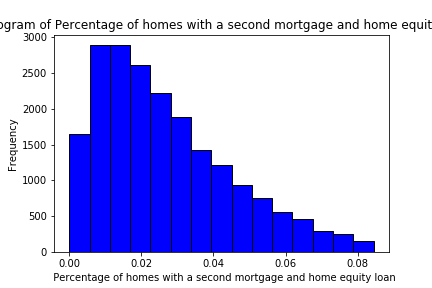 ogram of Percentage of homes with a second mortgage and home equit
3000
2500
2000
1500
1000
500
0
Frequency
0.00 0.02 0.04 0.06 0.08
Percentage of homes with a second mortgage and home equity loan